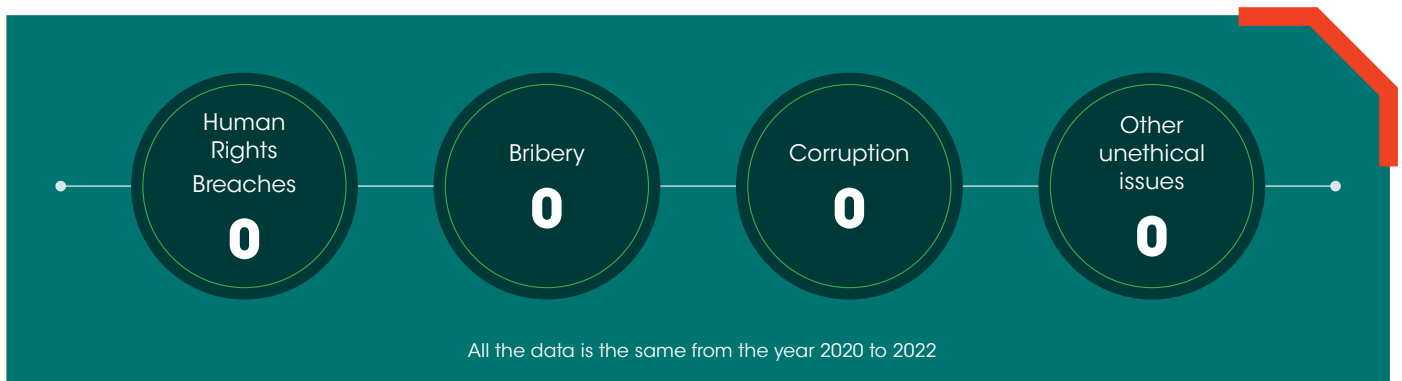 Human
Rights
Breaches
0
Bribery
0
Corruption
0
Other
unethical
issues
0
All the data is the same from the year 2020 to 2022